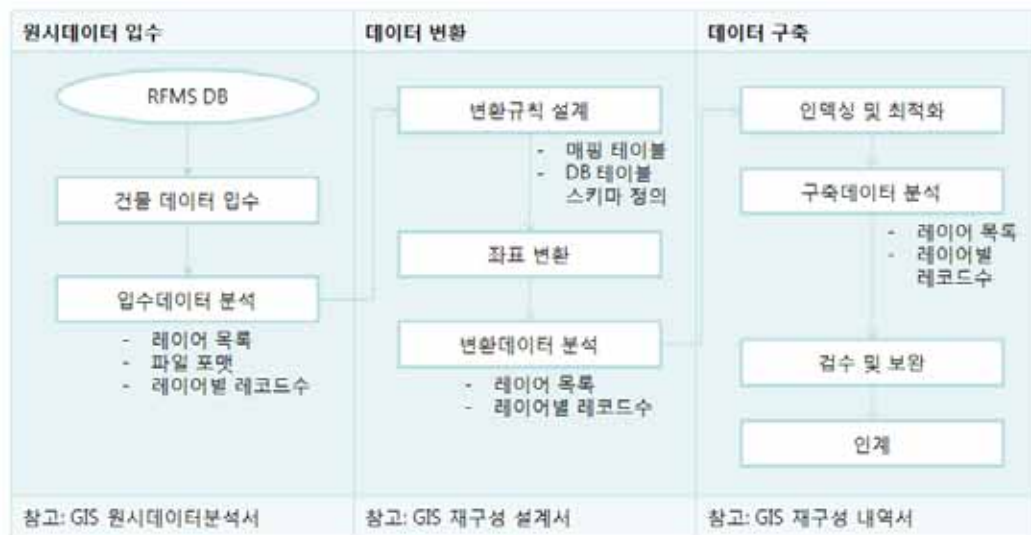 원시데이터 입수
RFMS DB
건물 데이터 입수
입수데이터 분석
- 레이어 목록
- 파일 포맷
- 레이어별 레코드수
참고: GIS 원시데이터분석서
데이터 변환
변환규칙 설계
- 매핑 테이블
- DB 테이블
스키마 정의
좌표 변환
변환데이터 분석
- 레이어 목록
- 레이어별 레코드수
참고: GIS 재구성 설계서
데이터 구축
인덱싱 및 최적화
구축데이터 분석
- 레이어 목록
- 레이어별
레코드수
검수 및 보완
인계
참고: GIS 재구성 내역서